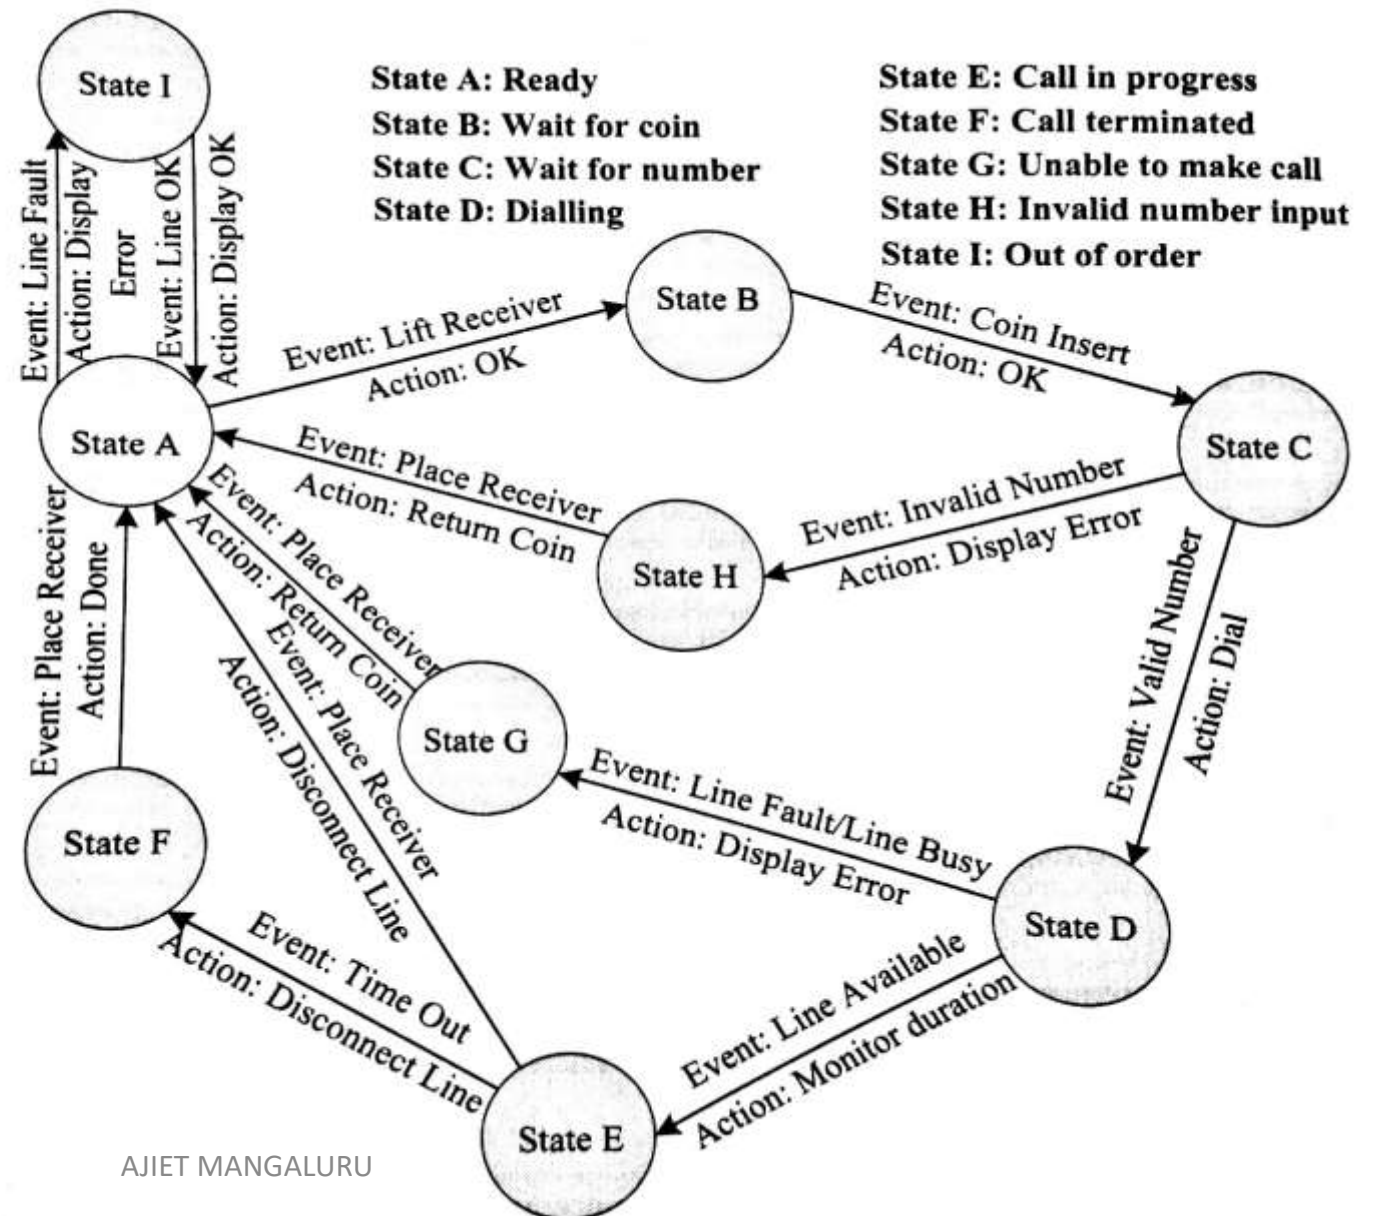 State I
State A: Ready
State B: Wait for coin
State C: Wait for number
State D: Dialling
State E: Call in progress
State F: Call terminated
State G: Unable to make call
State H: Invalid number input
State I: Out of order
Event: Line Fault
Action: Display
Error
Event: Line OK
Action: Display OK
State B
Event: Lift Receiver
Action: OK
Event: Coin Insert
Action: OK
State A
State C
Event: Place Receiver
Action: Return Coin
Event: Invalid Number
Action: Display Error
State H
Event: Place Receiver
Action: Return Coin
Event: Place Receiver
Action: Done
Event: Valid Number
Action: Dial
Event: Place Receiver
Action: Disconnect Line
State G
Event: Line Fault/Line Busy
Action: Display Error
State F
State D
Event: Time Out
Action: Disconnect Line
Event: Line Available
Action: Monitor duration
State E
AJIET MANGALURU